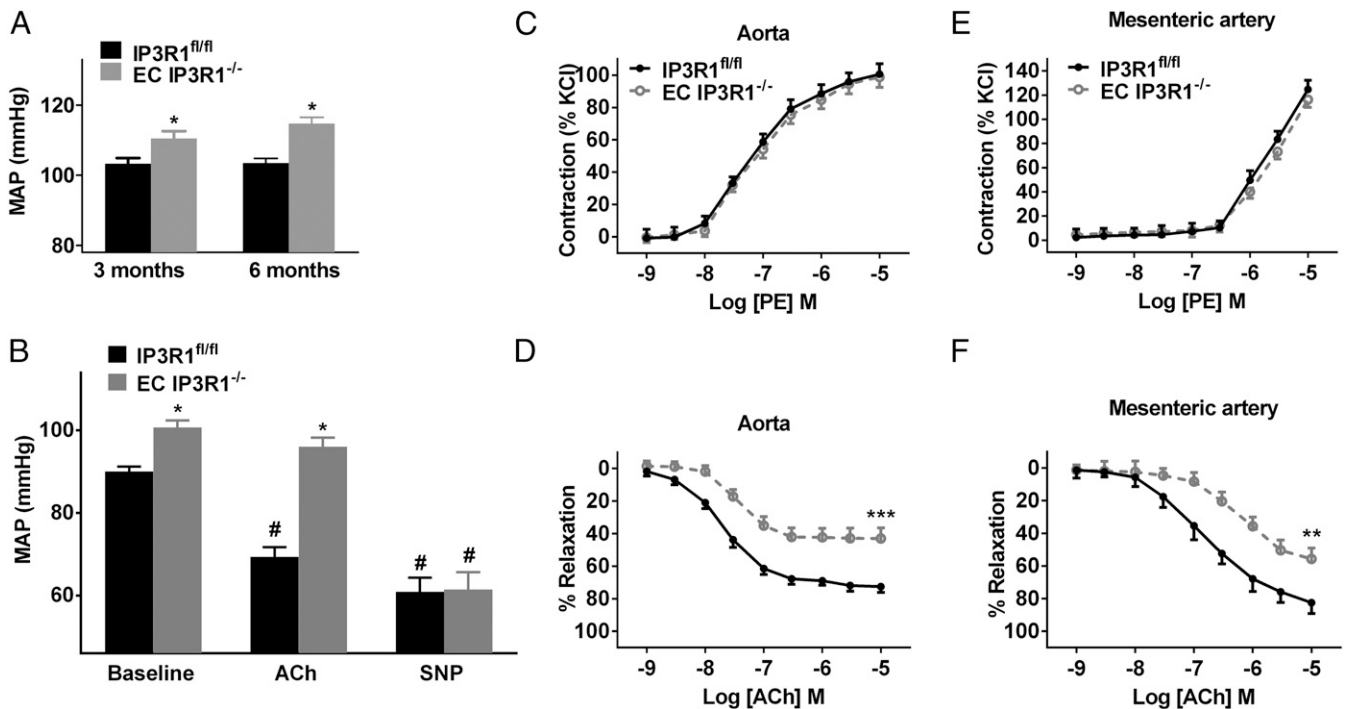 A
IP3R1fl/fl
EC IP3R1-/-
MAP (mmHg)
120
100
80
*
*
3 months
6 months
B
IP3R1fl/fl
EC IP3R1-/-
MAP (mmHg)
100
80
60
*
#
*
#
#
Baseline
ACh
SNP
C
Aorta
IP3R1fl/fl
EC IP3R1-/-
Contraction (% KCl)
100
80
60
40
20
0
-9
-8
-7
-6
-5
Log [PE] M
D
Aorta
% Relaxation
0
20
40
60
80
100
***
-9
-8
-7
-6
-5
Log [ACh] M
E
Mesenteric artery
IP3R1fl/fl
EC IP3R1-/-
Contraction (% KCl)
140
120
100
80
60
40
20
0
-9
-8
-7
-6
-5
Log [PE] M
F
Mesenteric artery
% Relaxation
0
20
40
60
80
100
**
-9
-8
-7
-6
-5
Log [ACh] M